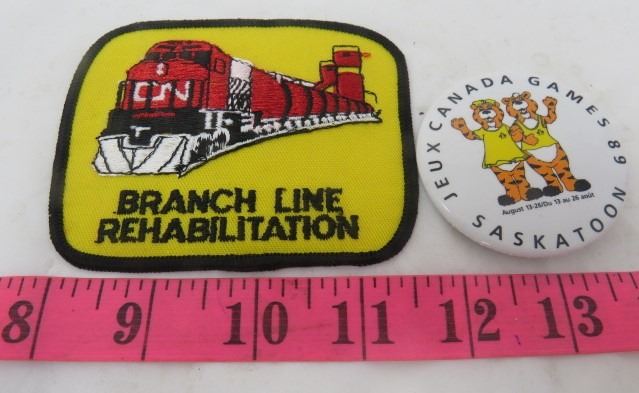 CN
BRANCH LINE
REHABILITATION
JEUX CANADA GAMES 89
August 13-26/Du 13 au 26 août
SASKATOON
8 9 10 11 12 13